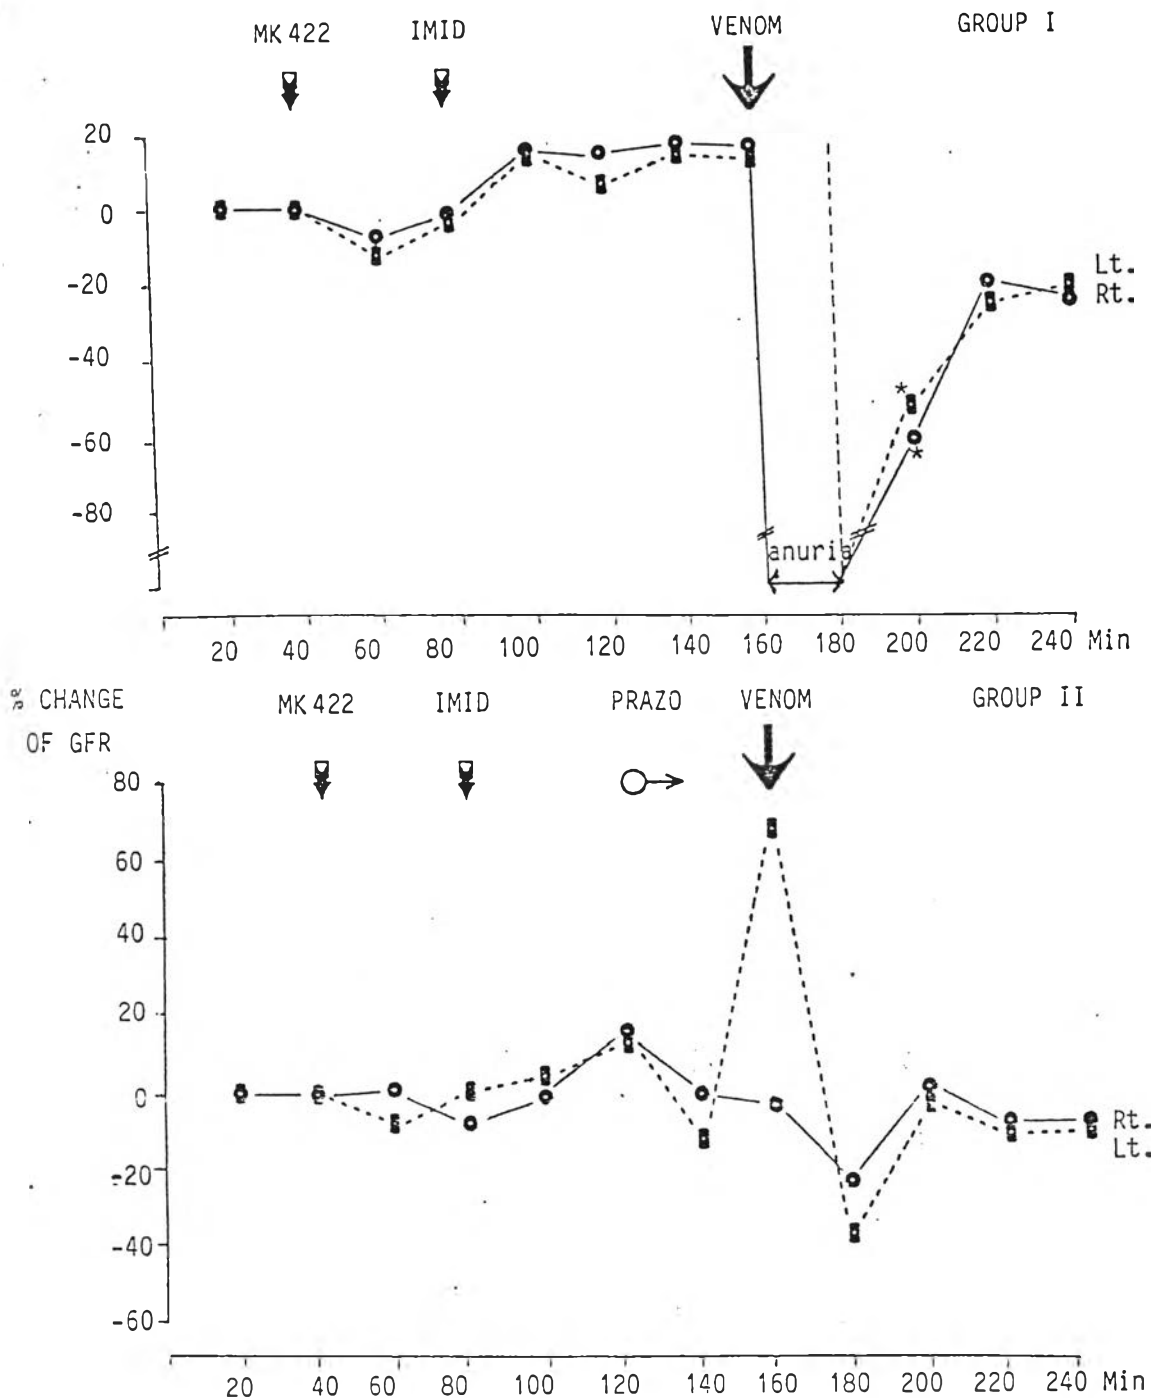 MK 422 IMID VENOM GROUP I
20
0
-20
-40
-60
-80
Lt.
Rt.
*
*
anuria
20 40 60 80 100 120 140 160 180 200 220 240 Min
% CHANGE
OF GFR
MK 422 IMID PRAZO VENOM GROUP II
80
60
40
20
0
-20
-40
-60
Rt.
Lt.
20 40 60 80 100 120 140 160 180 200 220 240 Min